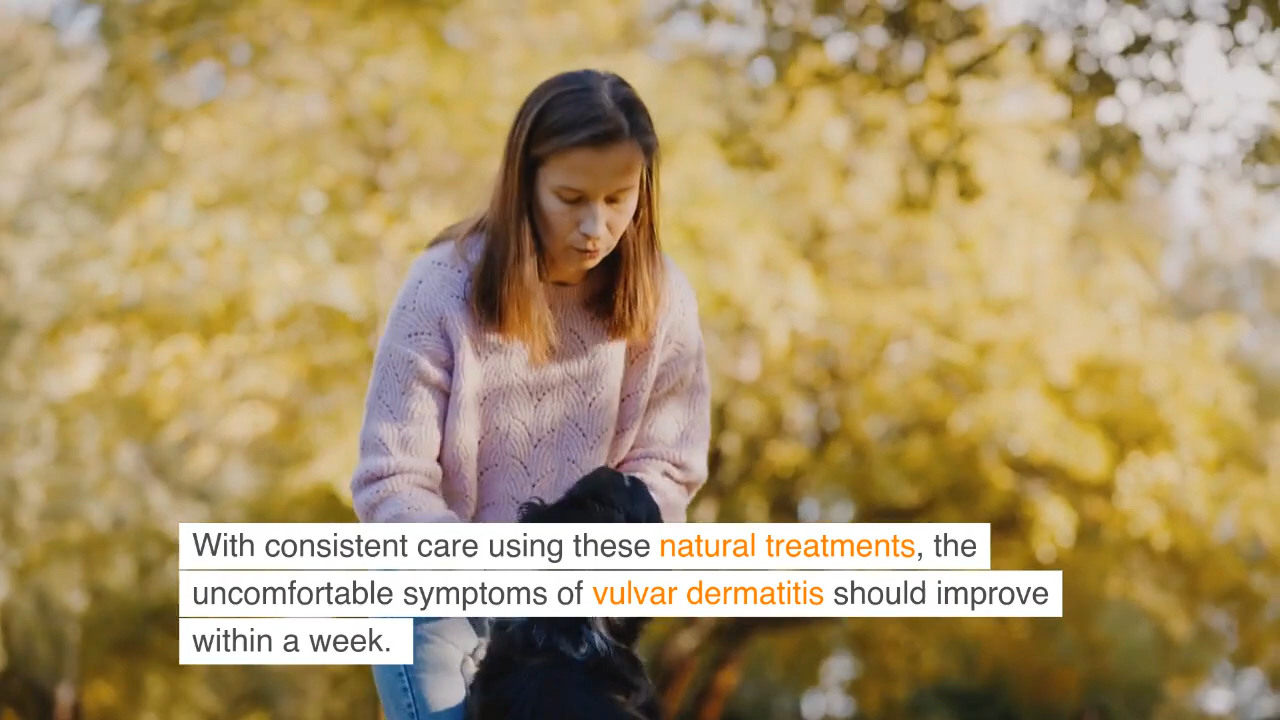 With consistent care using these natural treatments, the
uncomfortable symptoms of vulvar dermatitis should improve
within a week.